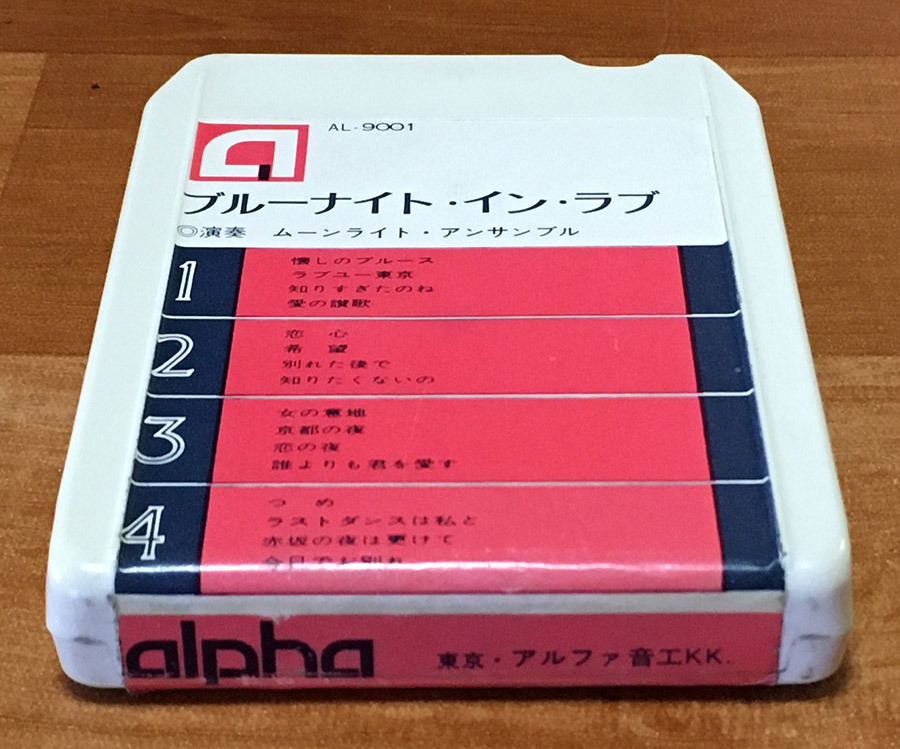 AL-9001
ブルーナイト・イン・ラブ
◎演奏 ムーンライト・アンサンブル
1
懐しのブルース
ラブユー東京
知りすぎたのね
愛の讃歌
2
恋 心
希 望
別れた後で
知りたくないの
3
女の意地
京都の夜
恋の夜
誰よりも君を愛す
4
つ め
ラストダンスは私と
赤坂の夜は更けて
今日でお別れ
alpha
東京・アルファ音工KK.